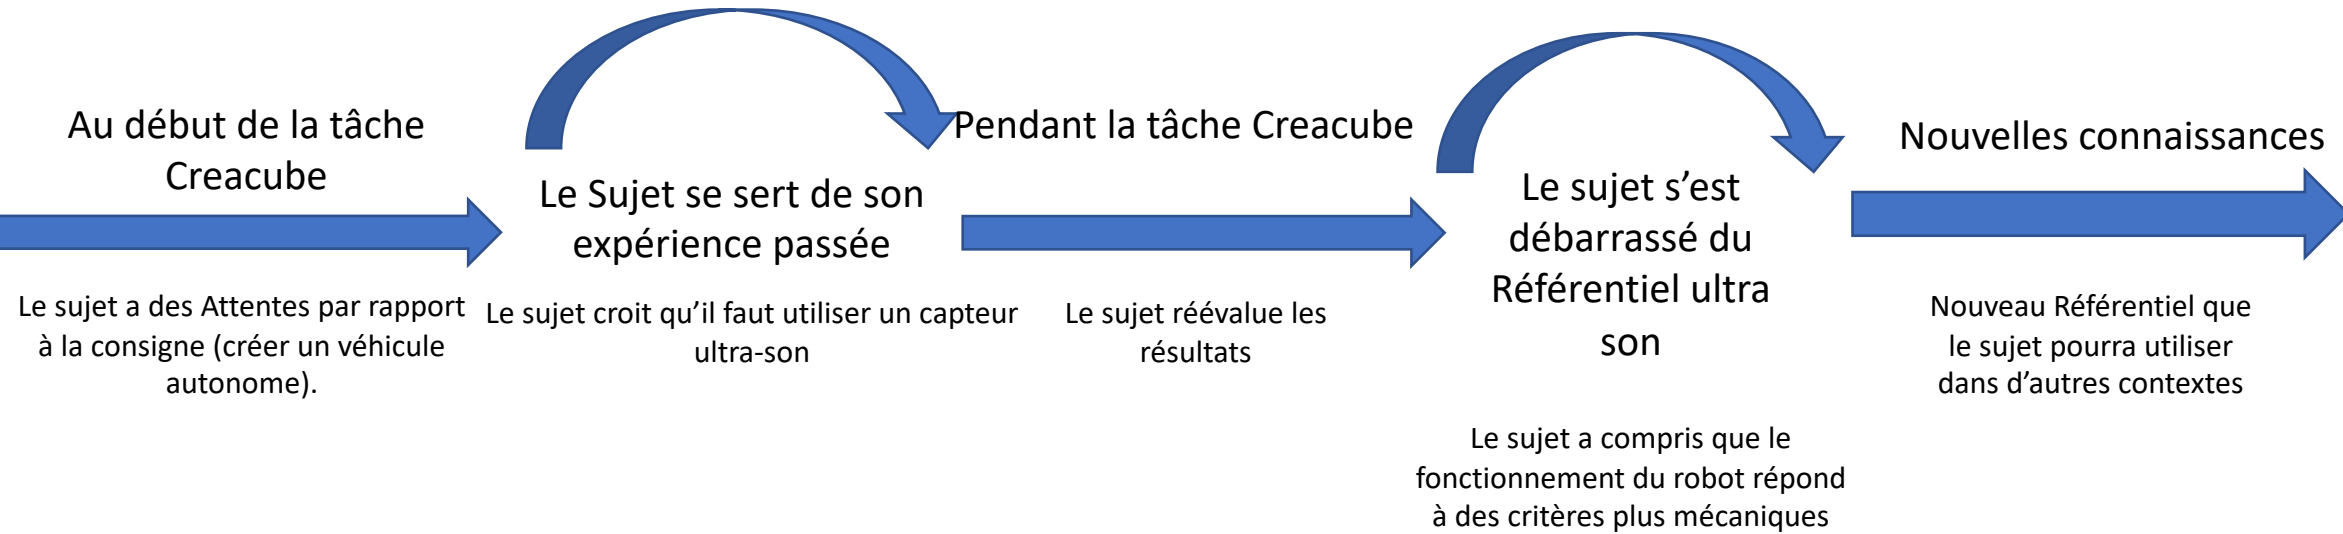 Au début de la tâche
Creacube
Le sujet a des Attentes par rapport
à la consigne (créer un véhicule
autonome).
Le Sujet se sert de son
expérience passée
Le sujet croit qu’il faut utiliser un capteur
ultra-son
Pendant la tâche Creacube
Le sujet réévalue les
résultats
Le sujet s’est
débarrassé du
Référentiel ultra
son
Le sujet a compris que le
fonctionnement du robot répond
à des critères plus mécaniques
Nouvelles connaissances
Nouveau Référentiel que
le sujet pourra utiliser
dans d’autres contextes